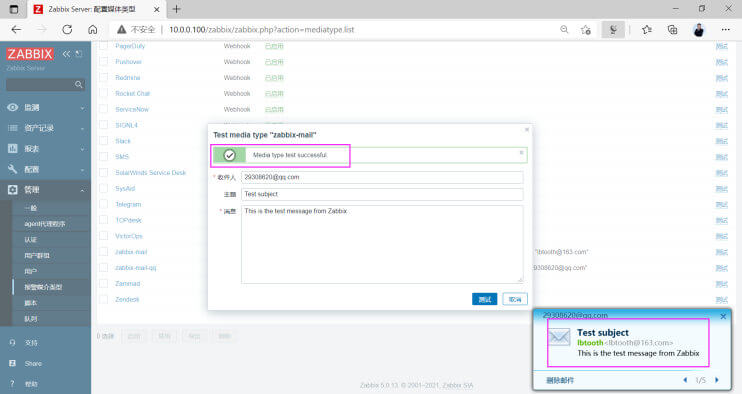 Zabbix Server: 配置媒体类型
不安全 10.0.0.100/zabbix/zabbix.php?action=mediatype.list
ZABBIX
Zabbix Server
监测
资产记录
报表
配置
管理
一般
agent代理程序
认证
用户群组
用户
报警媒介类型
脚本
队列
支持
Share
帮助
PagerDuty Webhook 已启用 测试
Pushover Webhook 已启用 测试
Redmine Webhook 已启用 测试
Rocket Chat Webhook 已启用 测试
ServiceNow Webhook 已启用 测试
SIGNL4 测试
Slack 测试
SMS 测试
SolarWinds Service Desk 测试
SysAid 测试
Telegram 测试
TOPdesk 测试
VictorOps 测试
zabbix-mail "lbtooth@163.com" 测试
zabbix-mail-qq 29308620@qq.com" 测试
Zammad 测试
Zendesk 测试
Test media type "zabbix-mail"
Media type test successful.
* 收件人 29308620@qq.com
主题 Test subject
* 消息 This is the test message from Zabbix
测试 取消
0 选择 启用 禁用 导出 删除
Zabbix 5.0.13. © 2001–2021, Zabbix SIA
29308620@qq.com
Test subject
lbtooth<lbtooth@163.com>
This is the test message from Zabbix
删除邮件 1/5